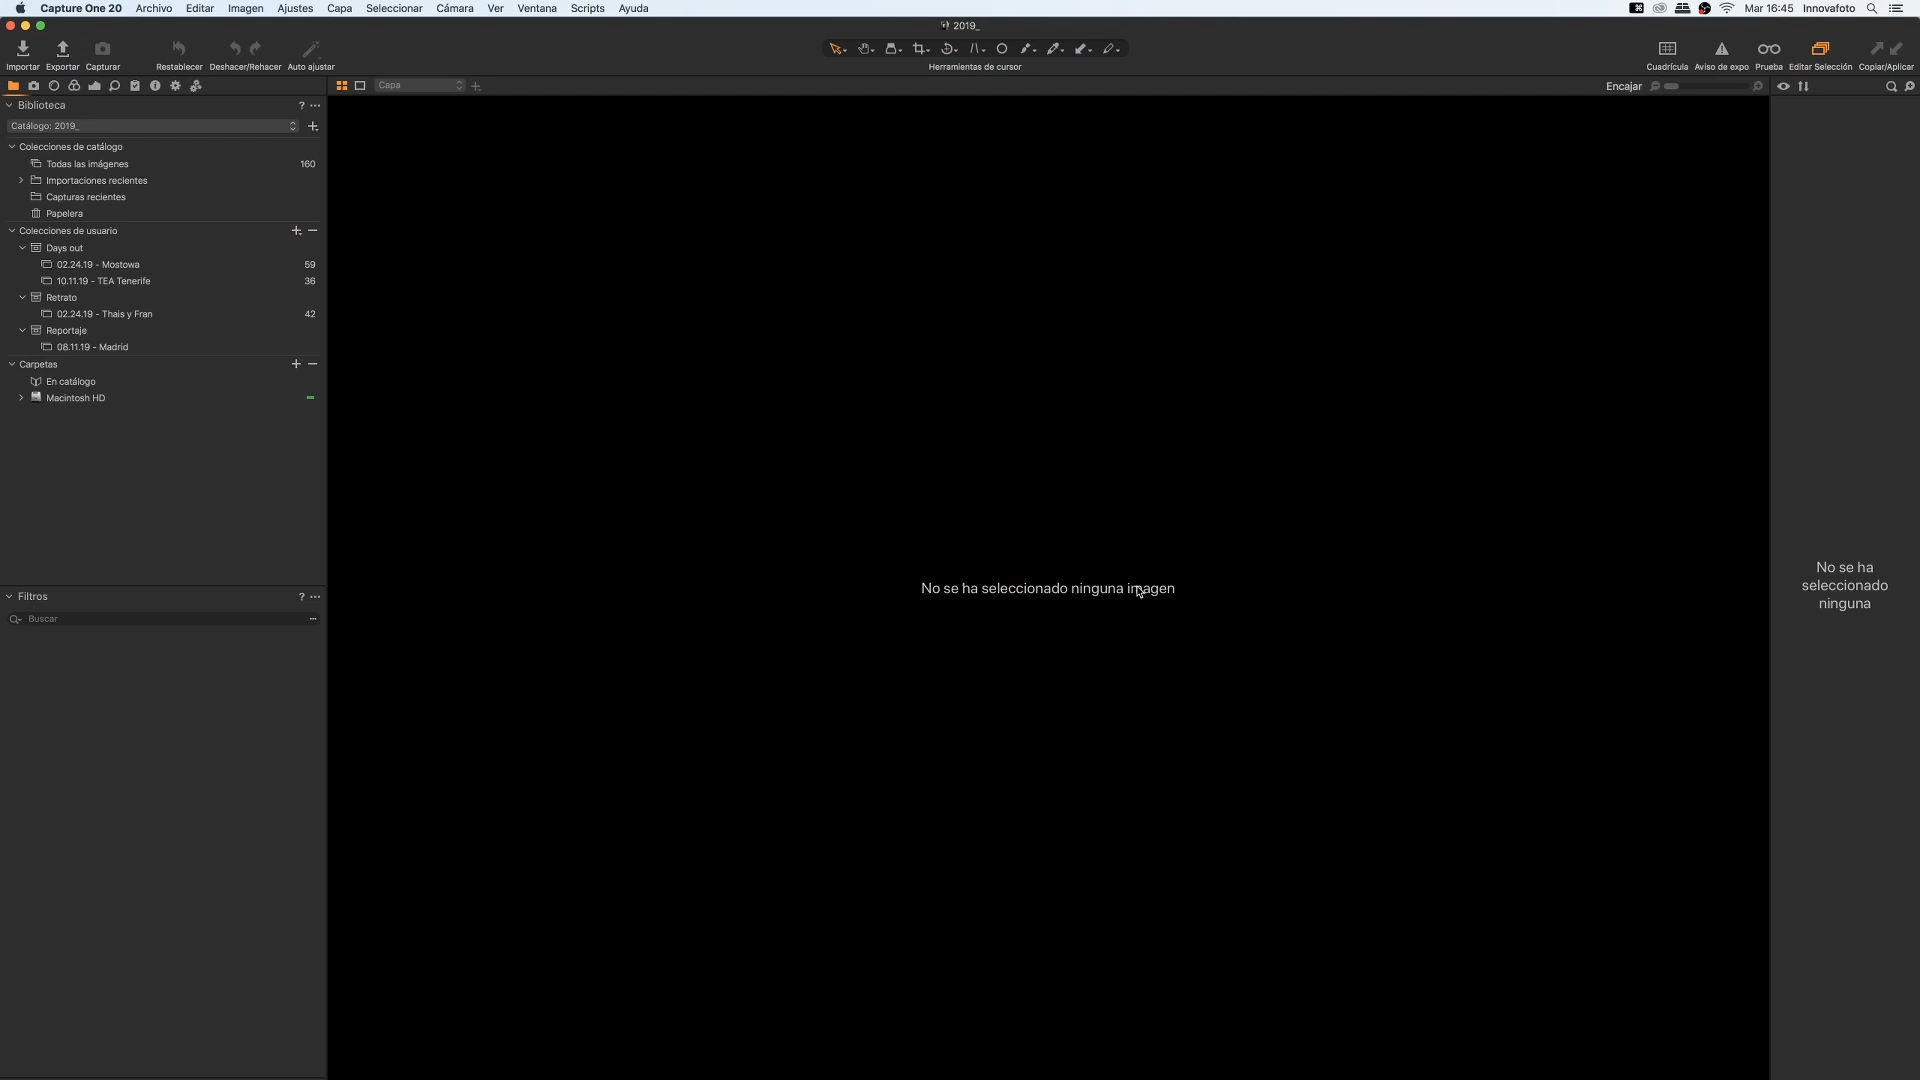 Capture One 20 Archivo Editar Imagen Ajustes Capa Seleccionar Cámara Ver Ventana Scripts Ayuda Mar 16:45 Innovafoto
2019_
Importar Exportar Capturar Restablecer Deshacer/Rehacer Auto ajustar Herramientas de cursor Cuadrícula Aviso de expo Prueba Editar Selección Copiar/Aplicar
Capa Encajar
Biblioteca ? ...
Catálogo: 2019_
Colecciones de catálogo
Todas las imágenes 160
Importaciones recientes
Capturas recientes
Papelera
Colecciones de usuario
Days out
02.24.19 - Mostowa 59
10.11.19 - TEA Tenerife 36
Retrato
02.24.19 - Thais y Fran 42
Reportaje
08.11.19 - Madrid
Carpetas
En catálogo
Macintosh HD
Filtros ? ...
Buscar
No se ha seleccionado ninguna imagen
No se ha
seleccionado
ninguna